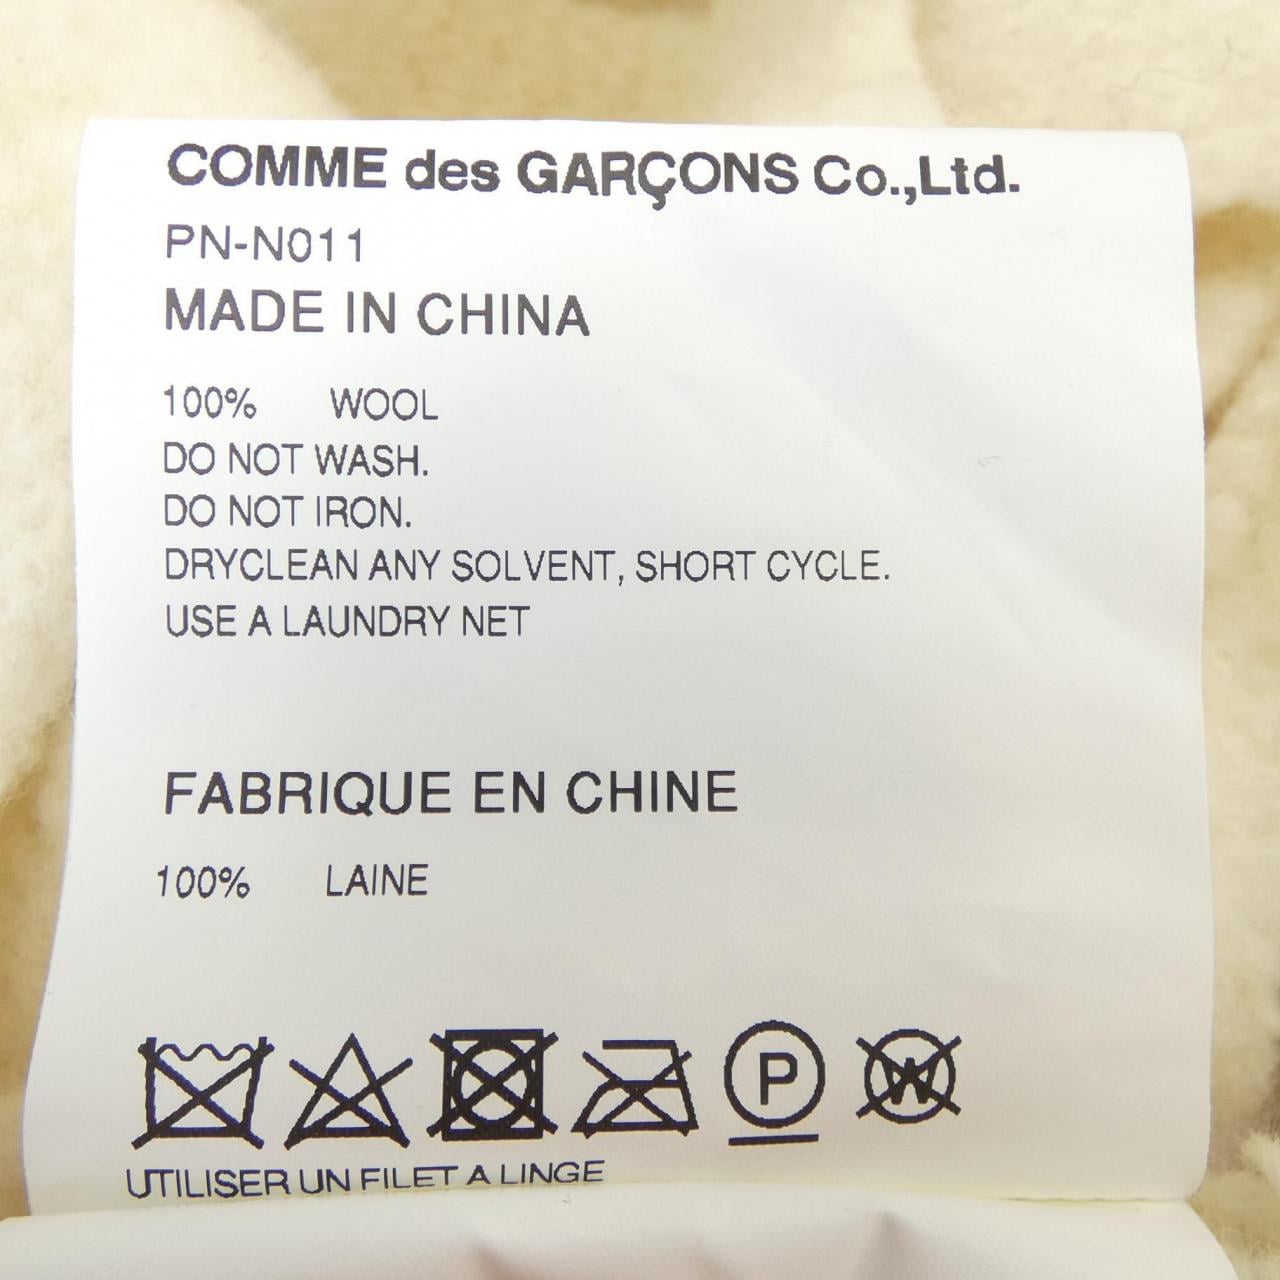 COMME des GARÇONS Co.,Ltd.
PN-N011
MADE IN CHINA
100% WOOL
DO NOT WASH.
DO NOT IRON.
DRYCLEAN ANY SOLVENT, SHORT CYCLE.
USE A LAUNDRY NET
FABRIQUE EN CHINE
100% LAINE
P W
UTILISER UN FILET A LINGE